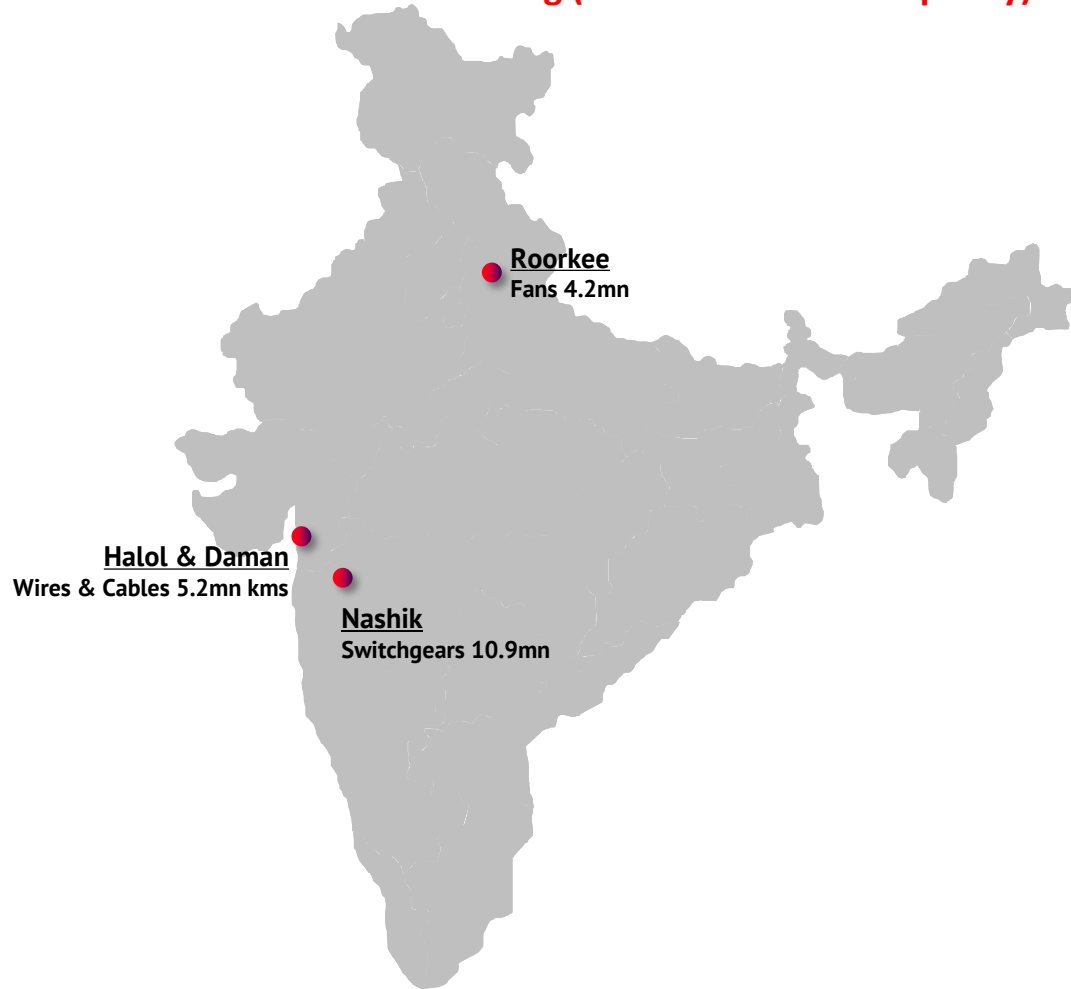 Roorkee
Fans 4.2mn
Halol & Daman
Wires & Cables 5.2mn kms
Nashik
Switchgears 10.9mn